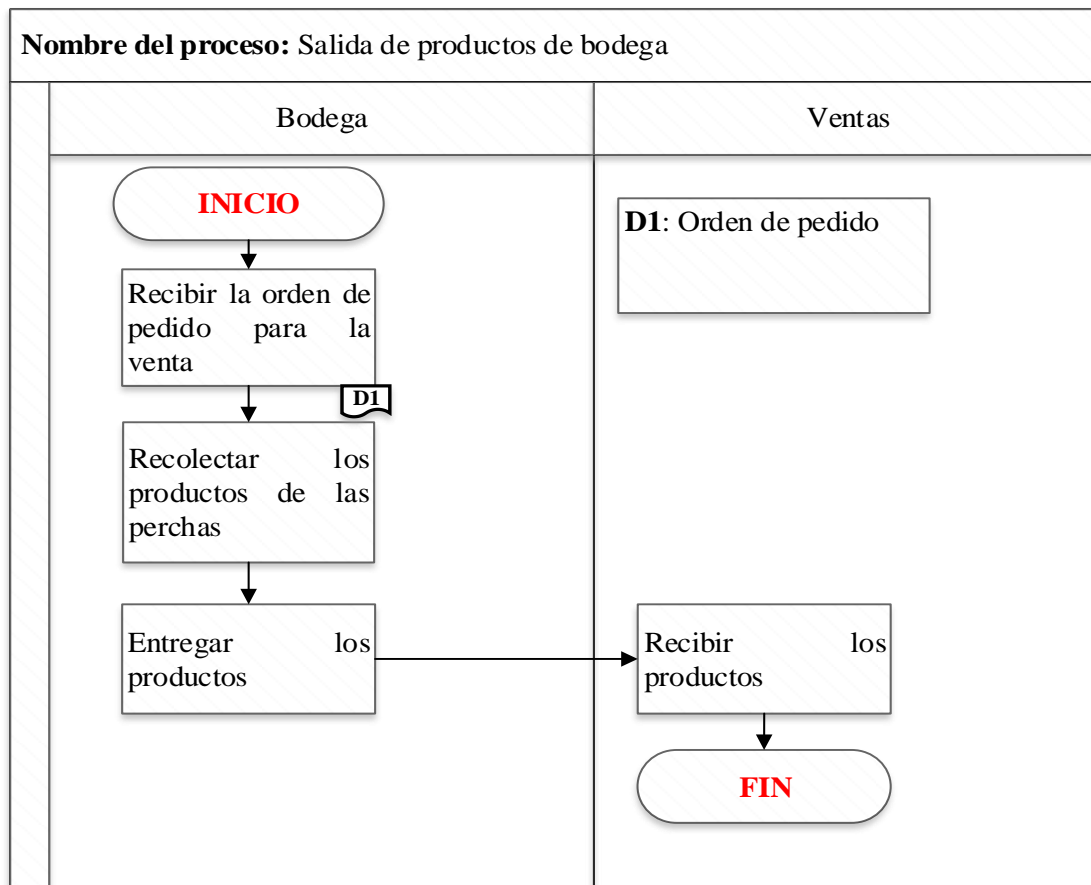 Nombre del proceso: Salida de productos de bodega
Bodega
Ventas
INICIO
D1: Orden de pedido
Recibir la orden de
pedido para la
venta
D1
Recolectar los
productos de las
perchas
Entregar los
productos
Recibir los
productos
FIN